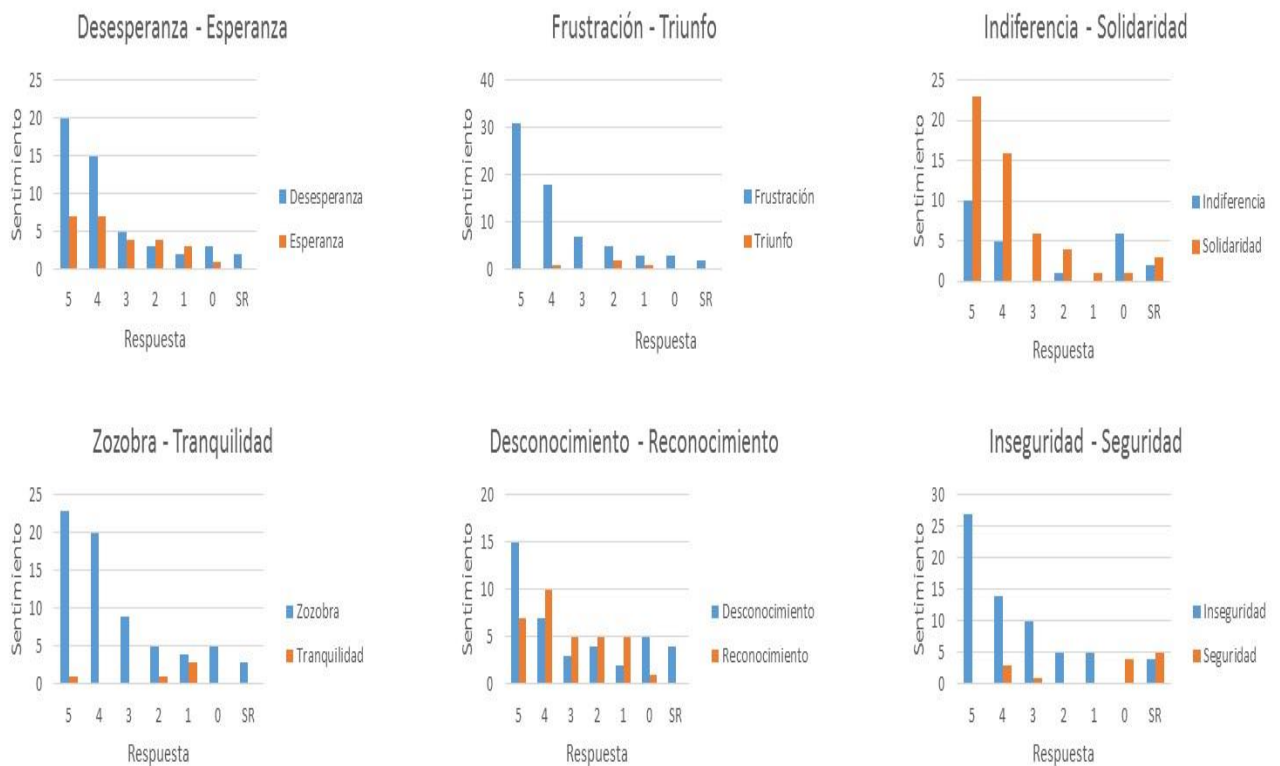 Desesperanza - Esperanza
25
20
15
10
5
0
Sentimiento
5 4 3 2 1 0 SR
Respuesta
Desesperanza
Esperanza
Frustración - Triunfo
40
30
20
10
0
Sentimiento
5 4 3 2 1 0 SR
Respuesta
Frustración
Triunfo
Indiferencia - Solidaridad
25
20
15
10
5
0
Sentimiento
5 4 3 2 1 0 SR
Respuesta
Indiferencia
Solidaridad
Zozobra - Tranquilidad
25
20
15
10
5
0
Sentimiento
5 4 3 2 1 0 SR
Respuesta
Zozobra
Tranquilidad
Desconocimiento - Reconocimiento
20
15
10
5
0
Sentimiento
5 4 3 2 1 0 SR
Respuesta
Desconocimiento
Reconocimiento
Inseguridad - Seguridad
30
25
20
15
10
5
0
Sentimiento
5 4 3 2 1 0 SR
Respuesta
Inseguridad
Seguridad